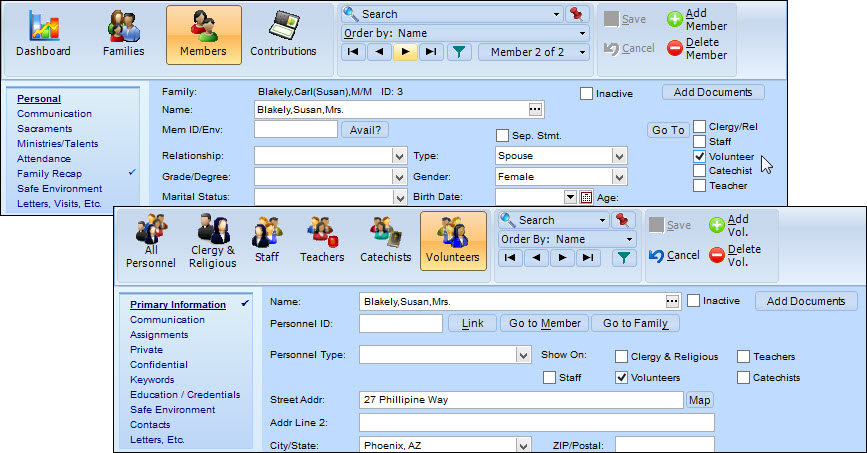 Dashboard Families Members Contributions
Search
Order by: Name
Member 2 of 2
Save
Cancel
Add Member
Delete Member
Personal
Communication
Sacraments
Ministries/Talents
Attendance
Family Recap
Safe Environment
Letters, Visits, Etc.
Family: Blakely,Carl(Susan),M/M ID: 3 Inactive Add Documents
Name: Blakely,Susan,Mrs. ...
Mem ID/Env: Avail? Sep. Stmt. Go To
Clergy/Rel
Staff
Volunteer
Catechist
Teacher
Relationship: Type: Spouse
Grade/Degree: Gender: Female
Marital Status: Birth Date: Age:
All Personnel
Clergy & Religious
Staff
Teachers
Catechists
Volunteers
Search
Order By: Name
Save
Cancel
Add Vol.
Delete Vol.
Primary Information
Communication
Assignments
Private
Confidential
Keywords
Education / Credentials
Safe Environment
Contacts
Letters, Etc.
Name: Blakely,Susan,Mrs. ... Inactive Add Documents
Personnel ID: Link Go to Member Go to Family
Personnel Type: Show On: Clergy & Religious Teachers
Staff Volunteers Catechists
Street Addr: 27 Phillipine Way Map
Addr Line 2:
City/State: Phoenix, AZ ZIP/Postal: